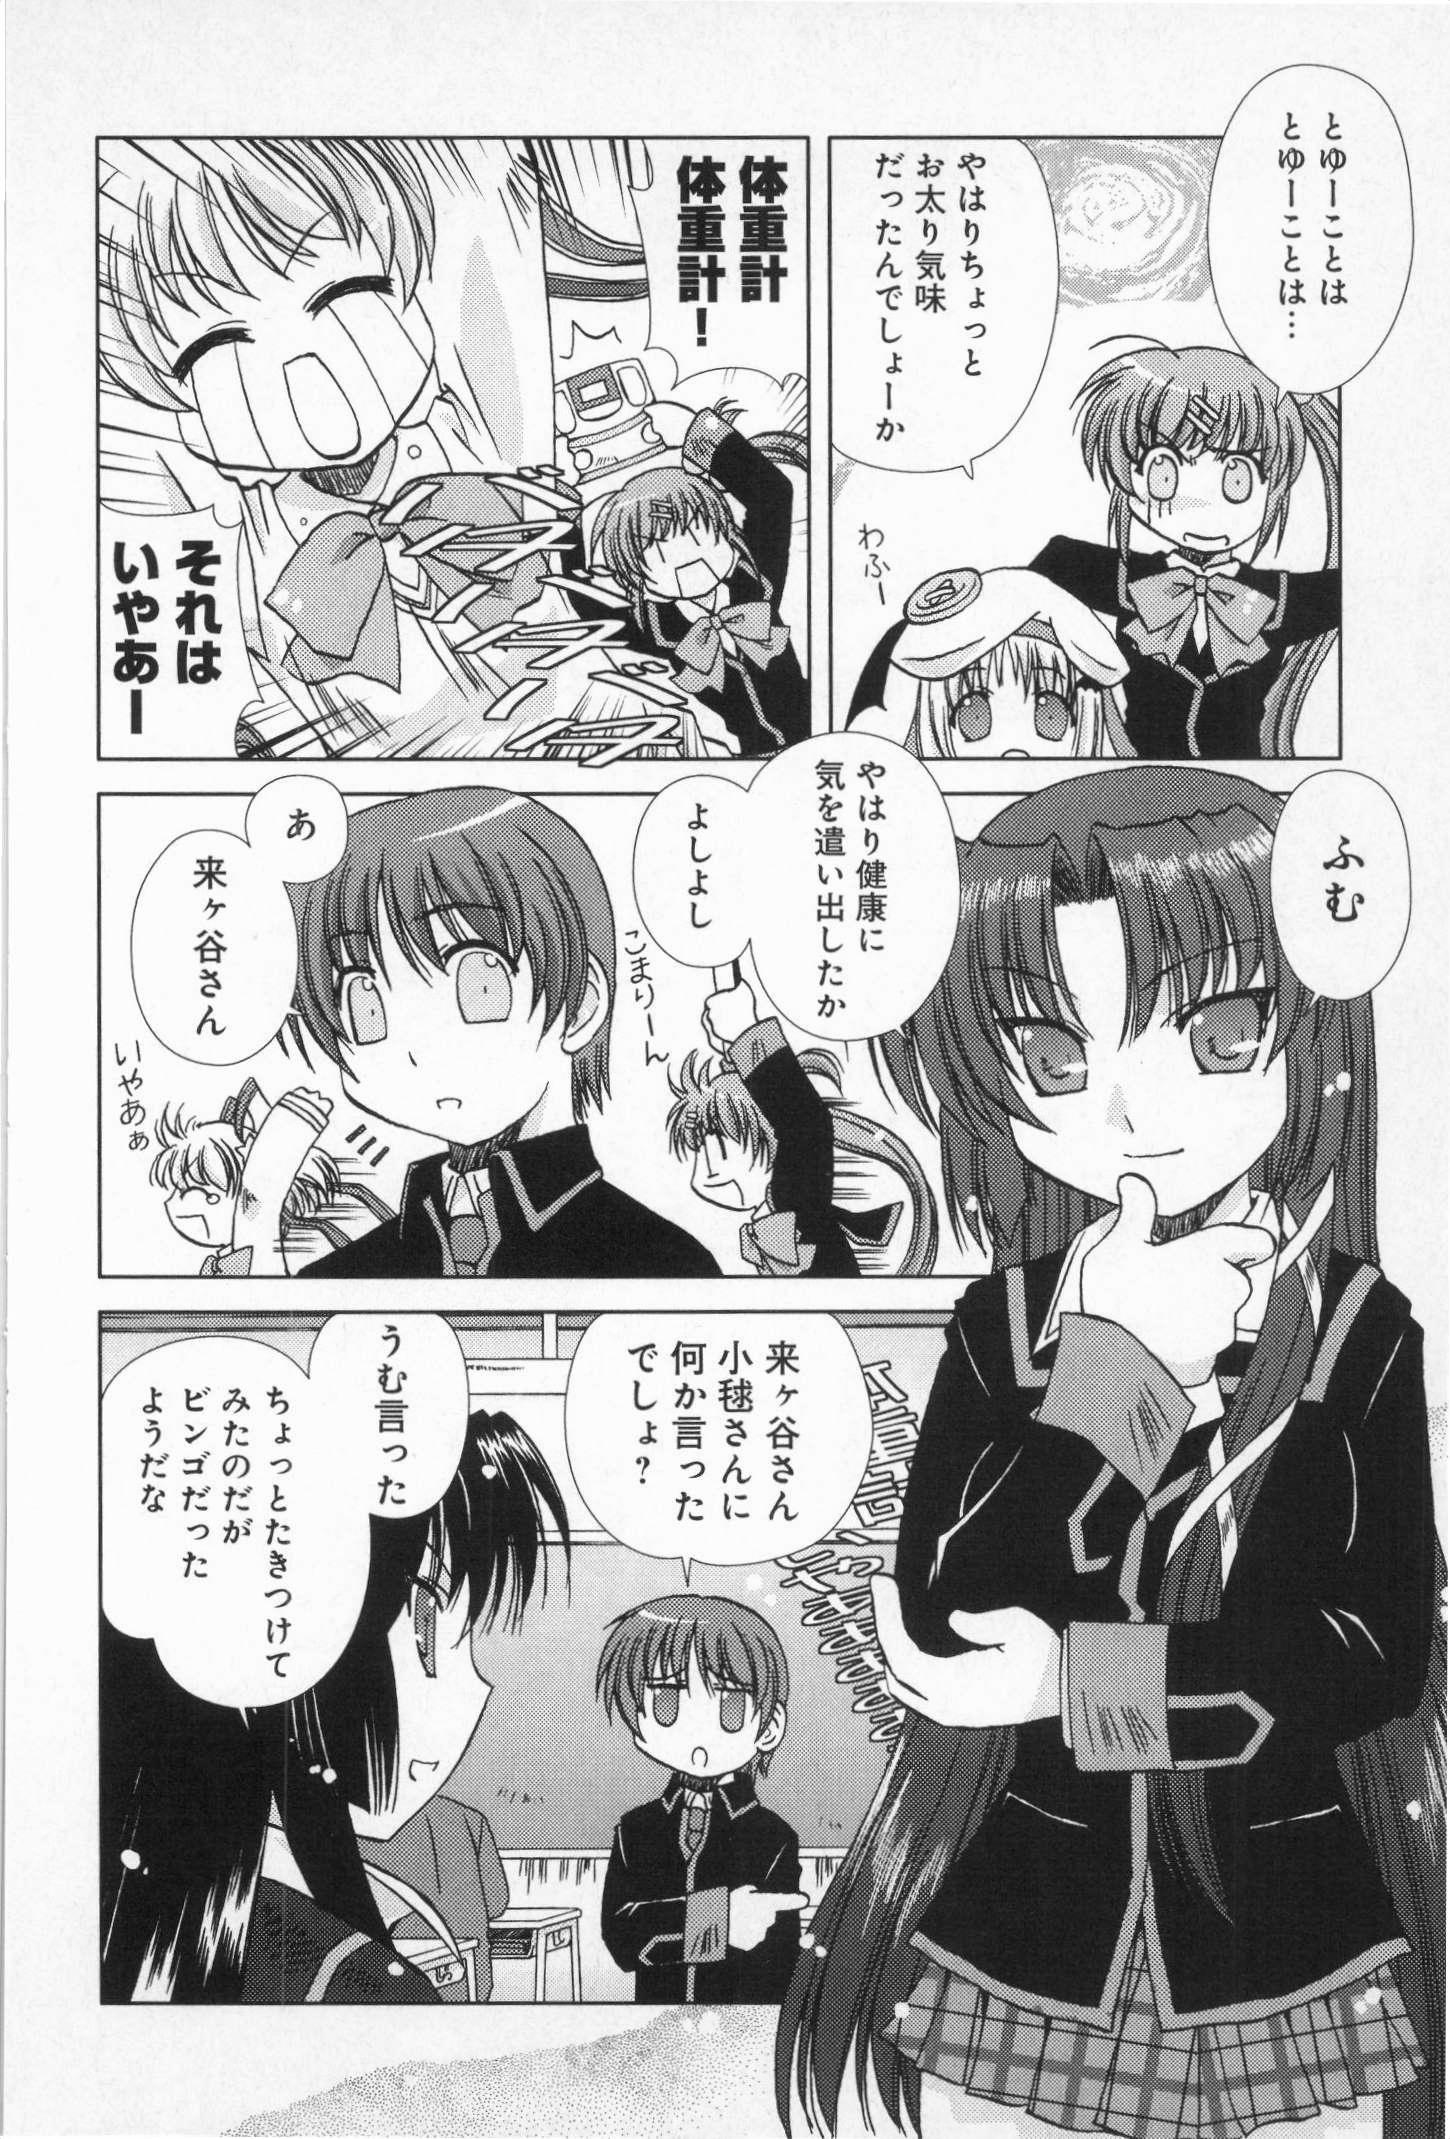 とゆーことは
とゆーことは…
やはりちょっと
お太り気味
だったんでしょーか
わふー
体重計
体重計！
ダダダダダ
それは
いやあー
ふむ
やはり健康に
気を遣い出したか
よしよし
こまりーん
あ
来ヶ谷さん
いやあぁ
来ヶ谷さん
小毬さんに
何か言った
でしょ？
うむ言った
ちょっとたきつけて
みたのだが
ビンゴだった
ようだな